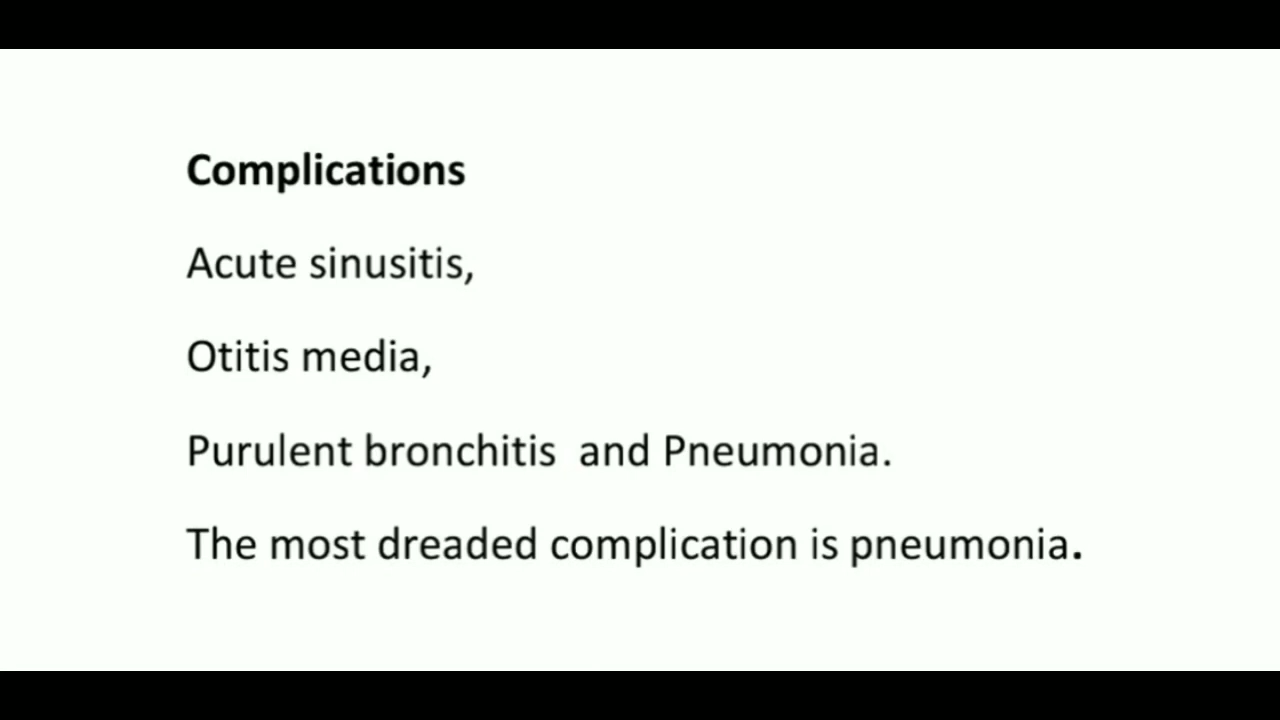 Complications
Acute sinusitis,
Otitis media,
Purulent bronchitis  and Pneumonia.
The most dreaded complication is pneumonia.